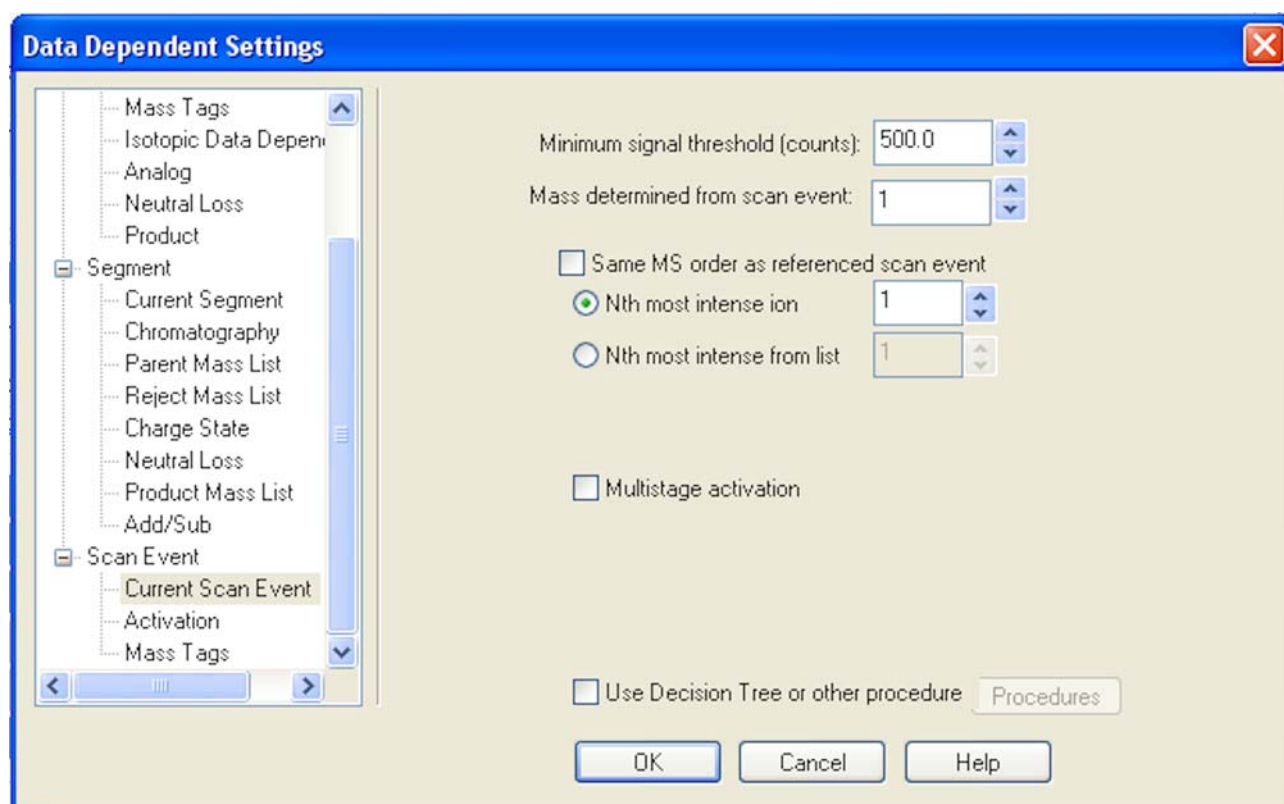 Data Dependent Settings
Mass Tags
Isotopic Data Depen
Analog
Neutral Loss
Product
Segment
Current Segment
Chromatography
Parent Mass List
Reject Mass List
Charge State
Neutral Loss
Product Mass List
Add/Sub
Scan Event
Current Scan Event
Activation
Mass Tags
Minimum signal threshold (counts): 500.0
Mass determined from scan event: 1
Same MS order as referenced scan event
Nth most intense ion 1
Nth most intense from list 1
Multistage activation
Use Decision Tree or other procedure Procedures
OK Cancel Help